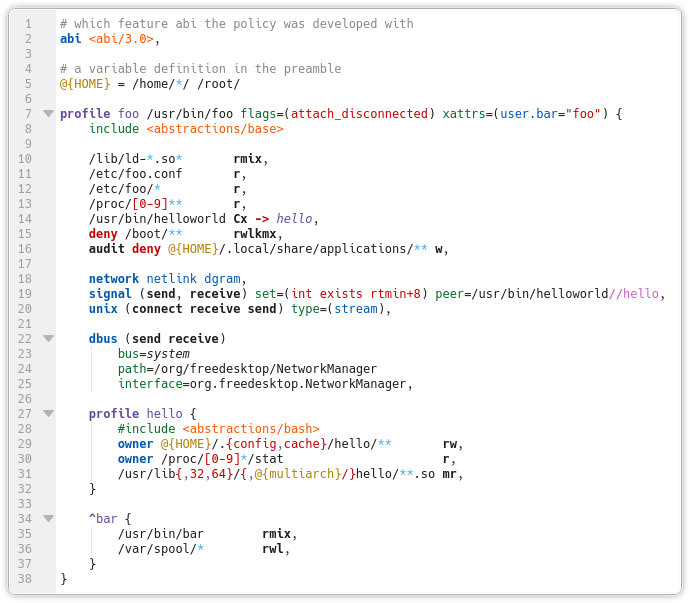 1 # which feature abi the policy was developed with
2 abi <abi/3.0>,
3
4 # a variable definition in the preamble
5 @{HOME} = /home/*/ /root/
6
7 profile foo /usr/bin/foo flags=(attach_disconnected) xattrs=(user.bar="foo") {
8     include <abstractions/base>
9
10     /lib/ld-*.so*       rmix,
11     /etc/foo.conf       r,
12     /etc/foo/*          r,
13     /proc/[0-9]**       r,
14     /usr/bin/helloworld Cx -> hello,
15     deny /boot/**       rwlkmx,
16     audit deny @{HOME}/.local/share/applications/** w,
17
18     network netlink dgram,
19     signal (send, receive) set=(int exists rtmin+8) peer=/usr/bin/helloworld//hello,
20     unix (connect receive send) type=(stream),
21
22     dbus (send receive)
23         bus=system
24         path=/org/freedesktop/NetworkManager
25         interface=org.freedesktop.NetworkManager,
26
27     profile hello {
28         #include <abstractions/bash>
29         owner @{HOME}/.{config,cache}/hello/**       rw,
30         owner /proc/[0-9]*/stat                      r,
31         /usr/lib{,32,64}/{,@{multiarch}/}hello/**.so mr,
32     }
33
34     ^bar {
35         /usr/bin/bar        rmix,
36         /var/spool/*        rwl,
37     }
38 }